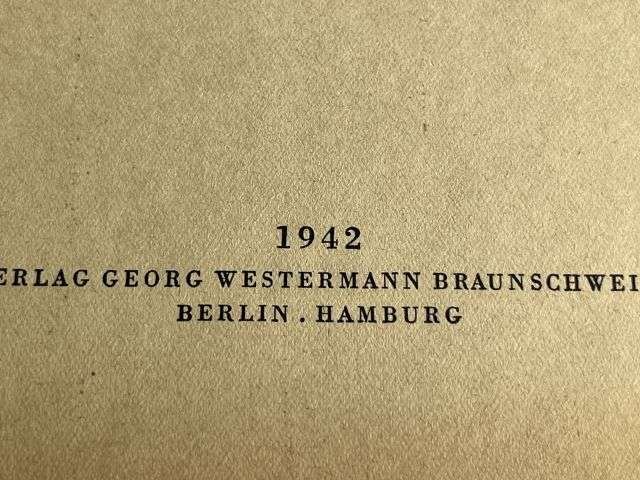 1942
ERLAG GEORG WESTERMANN BRAUNSCHWEI
BERLIN . HAMBURG